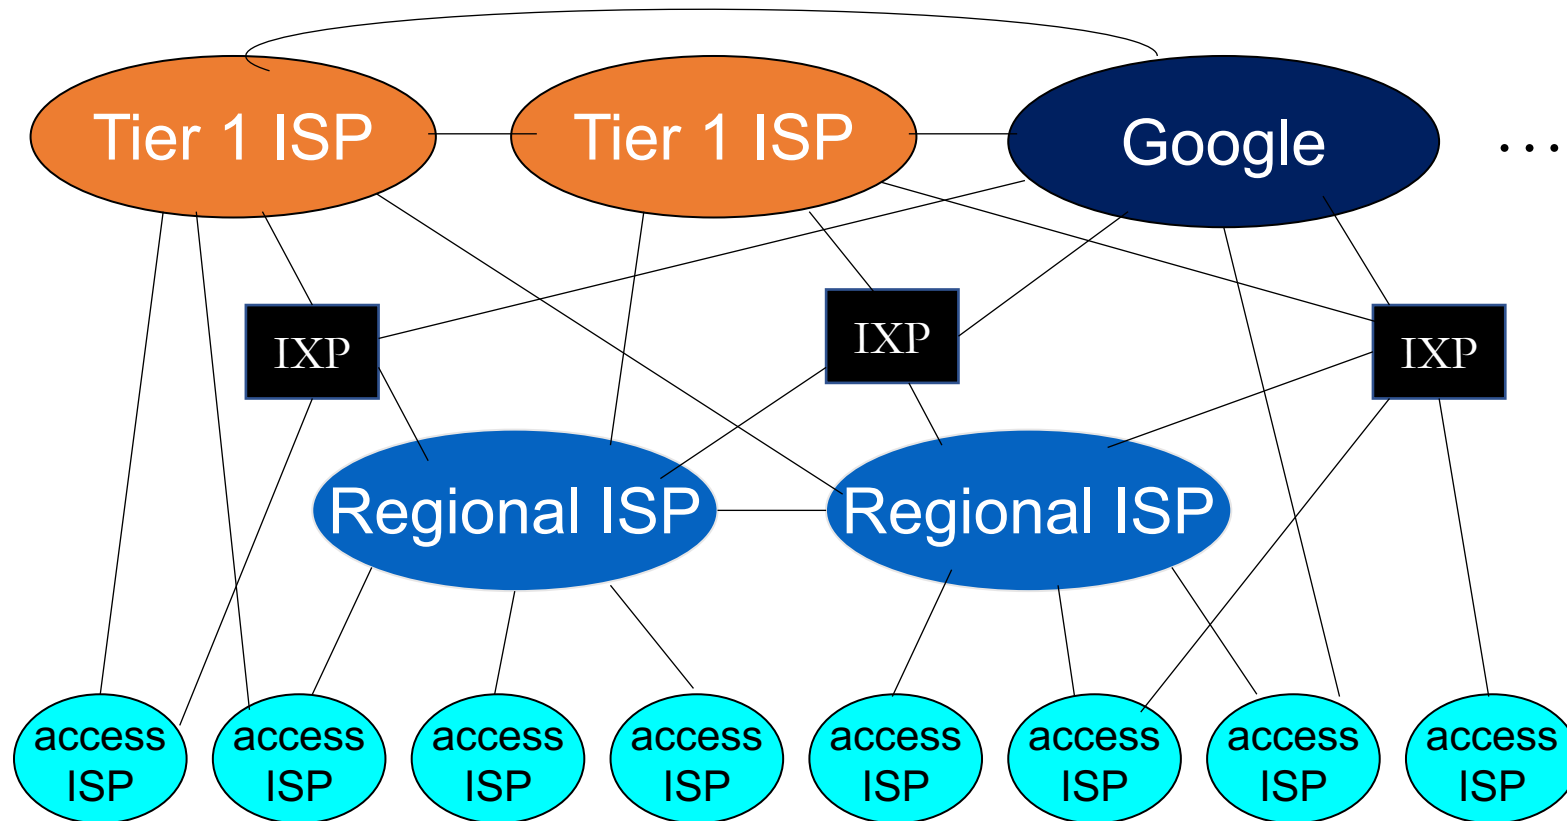 Tier 1 ISP
Tier 1 ISP
Google
...
IXP
IXP
IXP
Regional ISP
Regional ISP
access
ISP
access
ISP
access
ISP
access
ISP
access
ISP
access
ISP
access
ISP
access
ISP